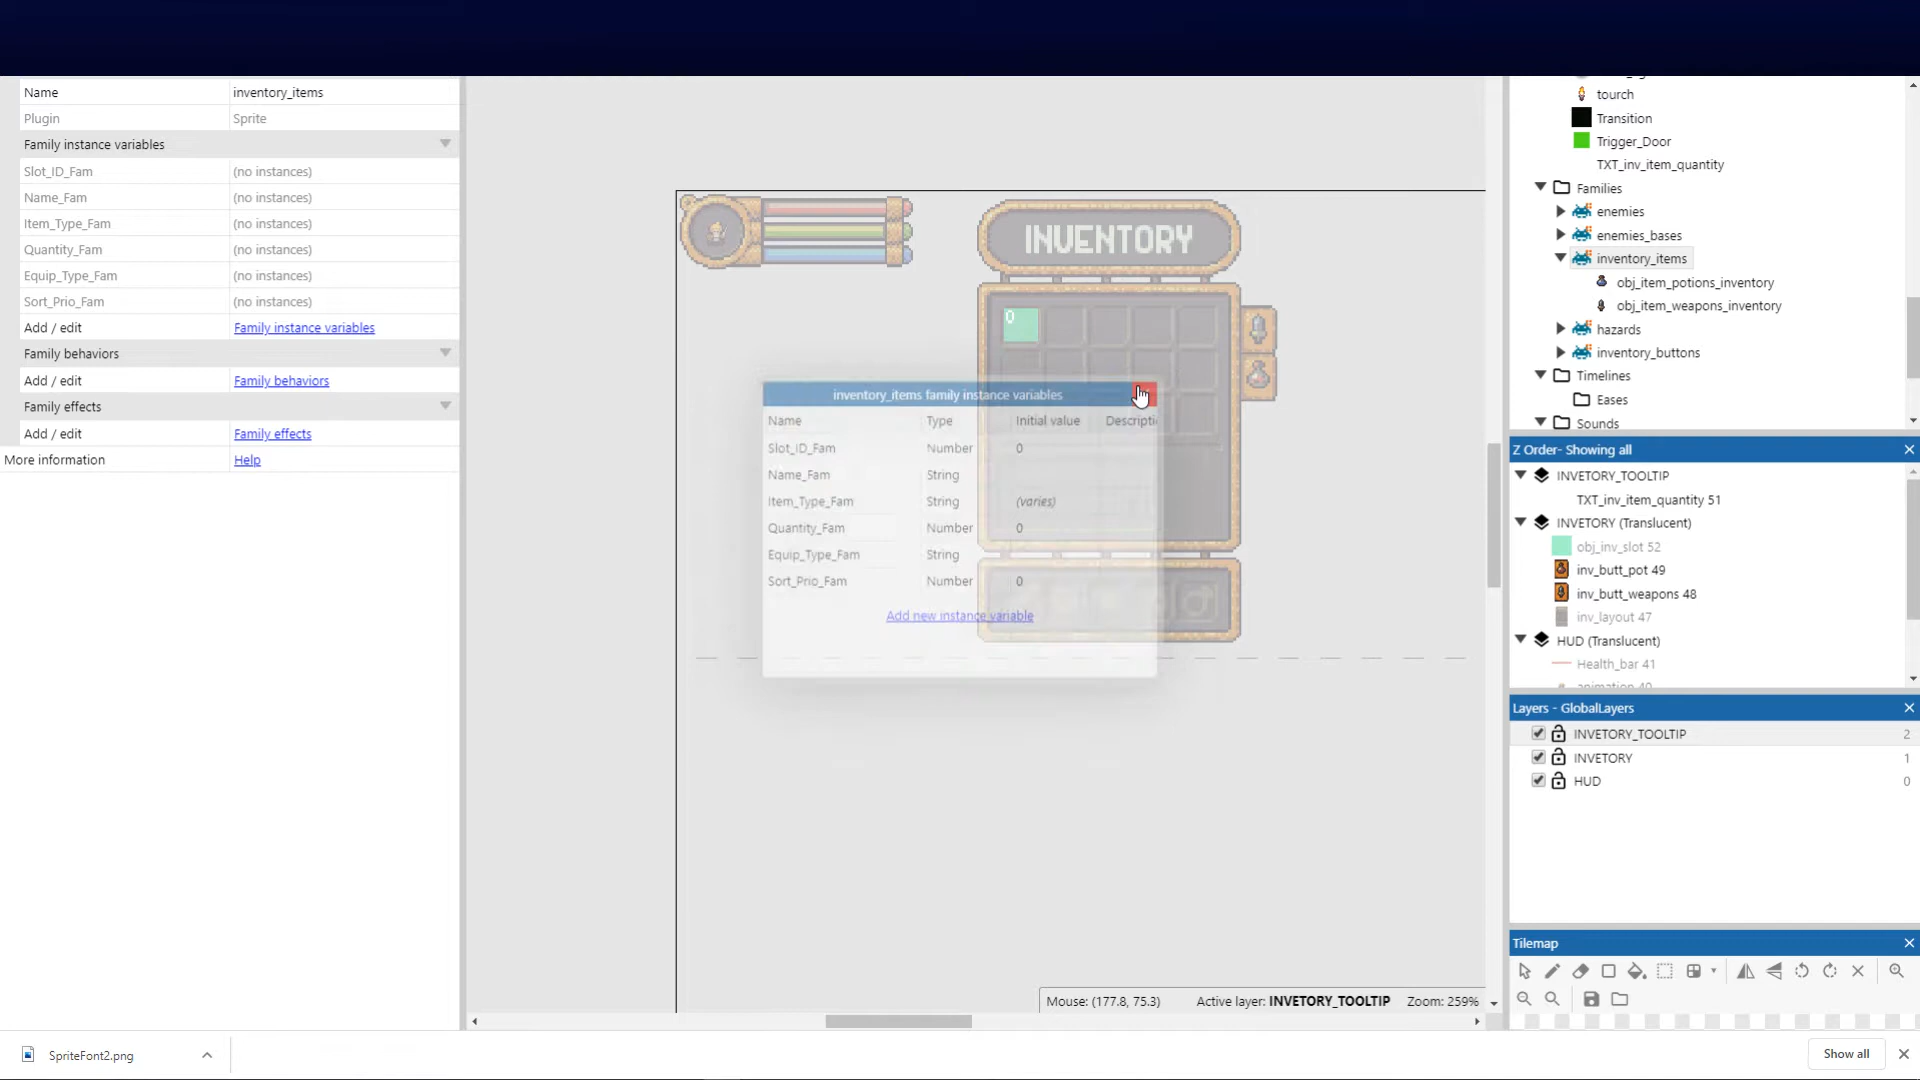 Name inventory_items
Plugin Sprite
Family instance variables
Slot_ID_Fam (no instances)
Name_Fam (no instances)
Item_Type_Fam (no instances)
Quantity_Fam (no instances)
Equip_Type_Fam (no instances)
Sort_Prio_Fam (no instances)
Add / edit Family instance variables
Family behaviors
Add / edit Family behaviors
Family effects
Add / edit Family effects
More information Help
INVENTORY
0
inventory_items family instance variables
Name Type Initial value Descripti
Slot_ID_Fam Number 0
Name_Fam String
Item_Type_Fam String (varies)
Quantity_Fam Number 0
Equip_Type_Fam String
Sort_Prio_Fam Number 0
Add new instance variable
Mouse: (177.8, 75.3) Active layer: INVETORY_TOOLTIP Zoom: 259%
tourch
Transition
Trigger_Door
TXT_inv_item_quantity
Families
enemies
enemies_bases
inventory_items
obj_item_potions_inventory
obj_item_weapons_inventory
hazards
inventory_buttons
Timelines
Eases
Sounds
Z Order- Showing all
INVETORY_TOOLTIP
TXT_inv_item_quantity 51
INVETORY (Translucent)
obj_inv_slot 52
inv_butt_pot 49
inv_butt_weapons 48
inv_layout 47
HUD (Translucent)
Health_bar 41
animation 40
Layers - GlobalLayers
INVETORY_TOOLTIP 2
INVETORY 1
HUD 0
Tilemap
SpriteFont2.png
Show all